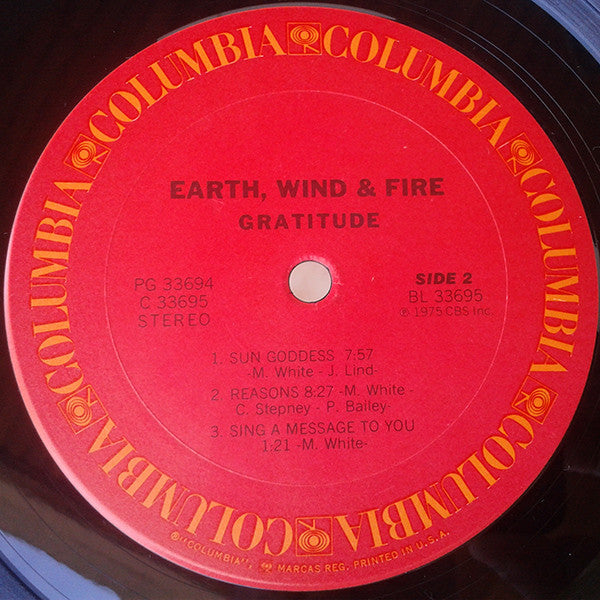 COLUMBIA COLUMBIA COLUMBIA COLUMBIA COLUMBIA COLUMBIA COLUMBIA
EARTH, WIND & FIRE
GRATITUDE
PG 33694
C 33695
STEREO
SIDE 2
BL 33695
℗ 1975 CBS Inc.
1. SUN GODDESS 7:57
-M. White - J. Lind-
2. REASONS 8:27 -M. White -
C. Stepney - P. Bailey-
3. SING A MESSAGE TO YOU
1:21 -M. White-
®"COLUMBIA", MARCAS REG. PRINTED IN U.S.A.